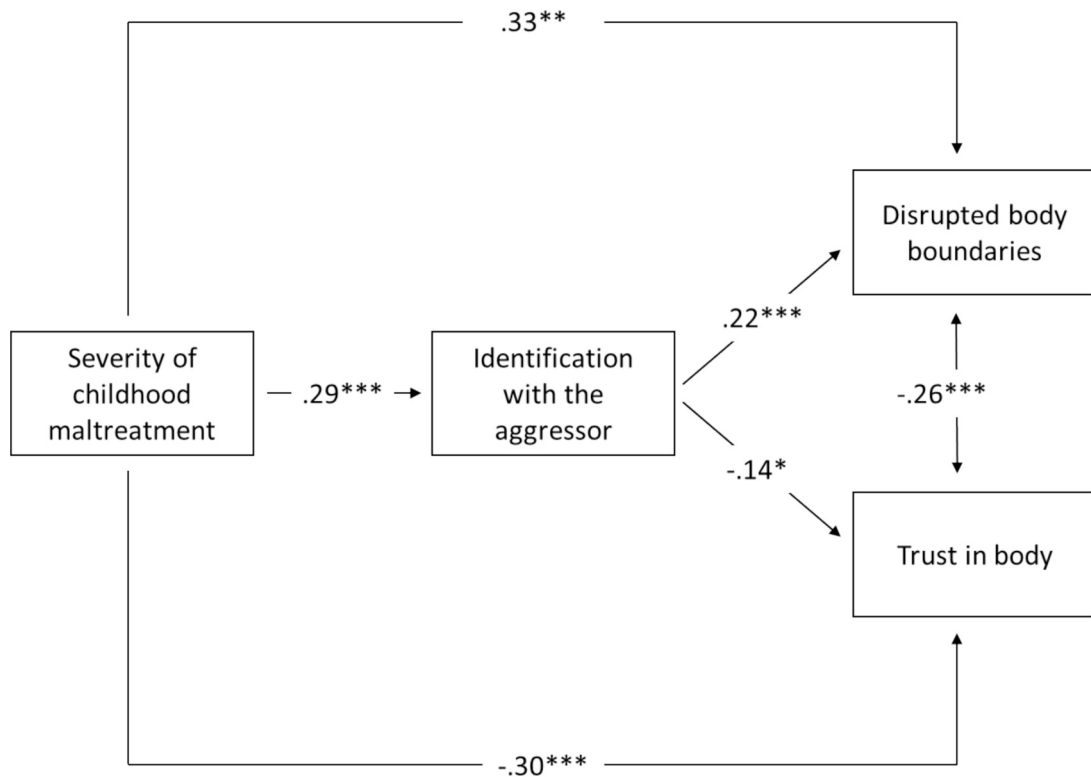 .33**
Disrupted body
boundaries
.22***
Severity of
childhood
maltreatment
.29***
Identification
with the
aggressor
-.26***
-.14*
Trust in body
-.30***